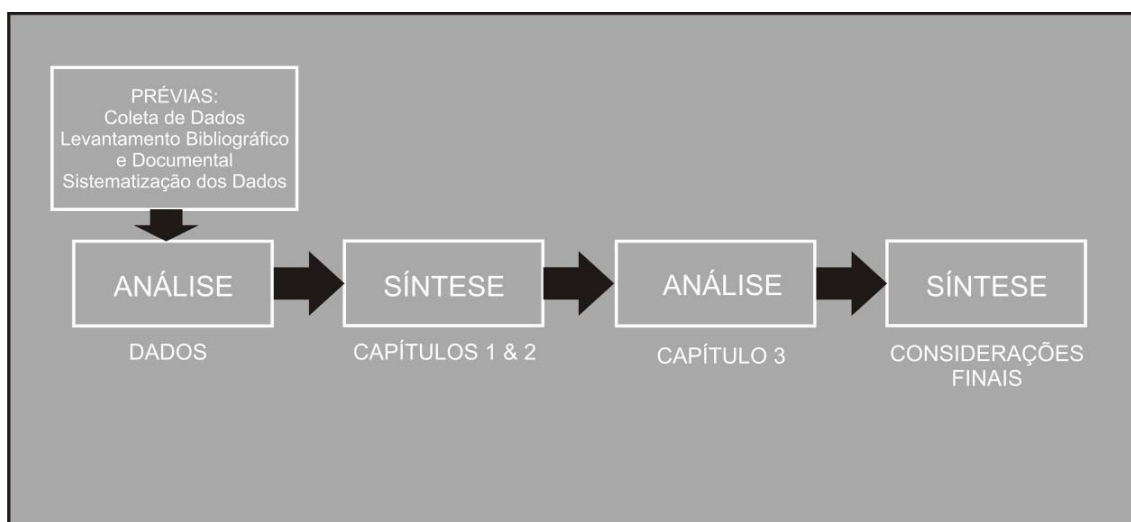 PRÉVIAS:
Coleta de Dados
Levantamento Bibliográfico
e Documental
Sistematização dos Dados
ANÁLISE
DADOS
SÍNTESE
CAPÍTULOS 1 & 2
ANÁLISE
CAPÍTULO 3
SÍNTESE
CONSIDERAÇÕES
FINAIS